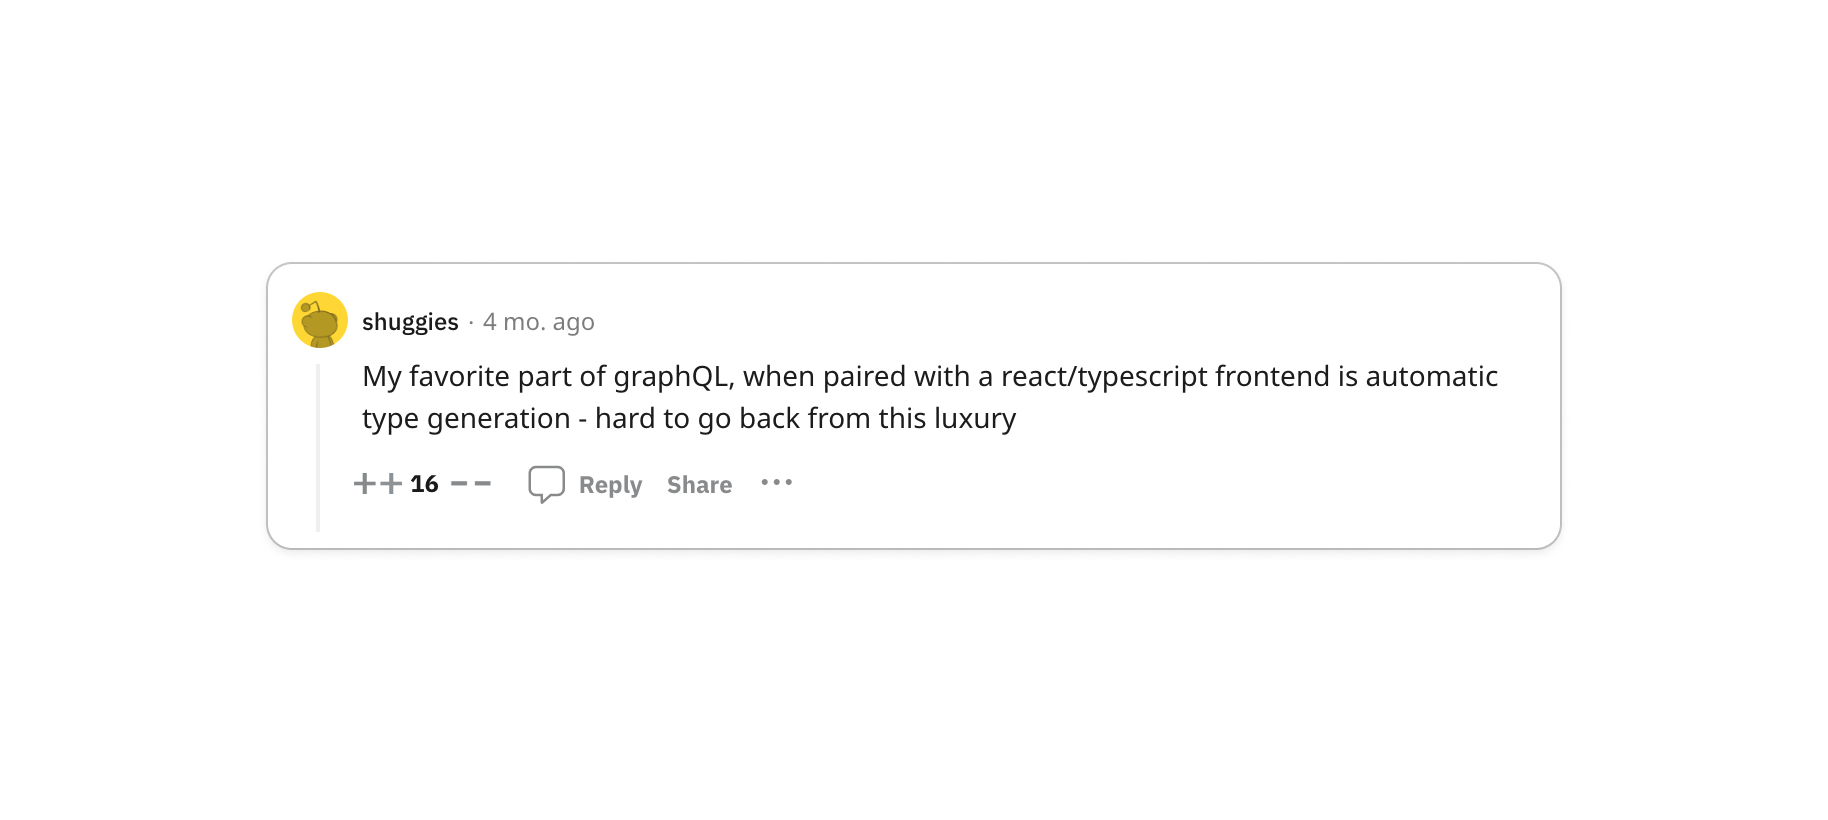 shuggies · 4 mo. ago
My favorite part of graphQL, when paired with a react/typescript frontend is automatic
type generation - hard to go back from this luxury
++ 16 −− Reply Share ···